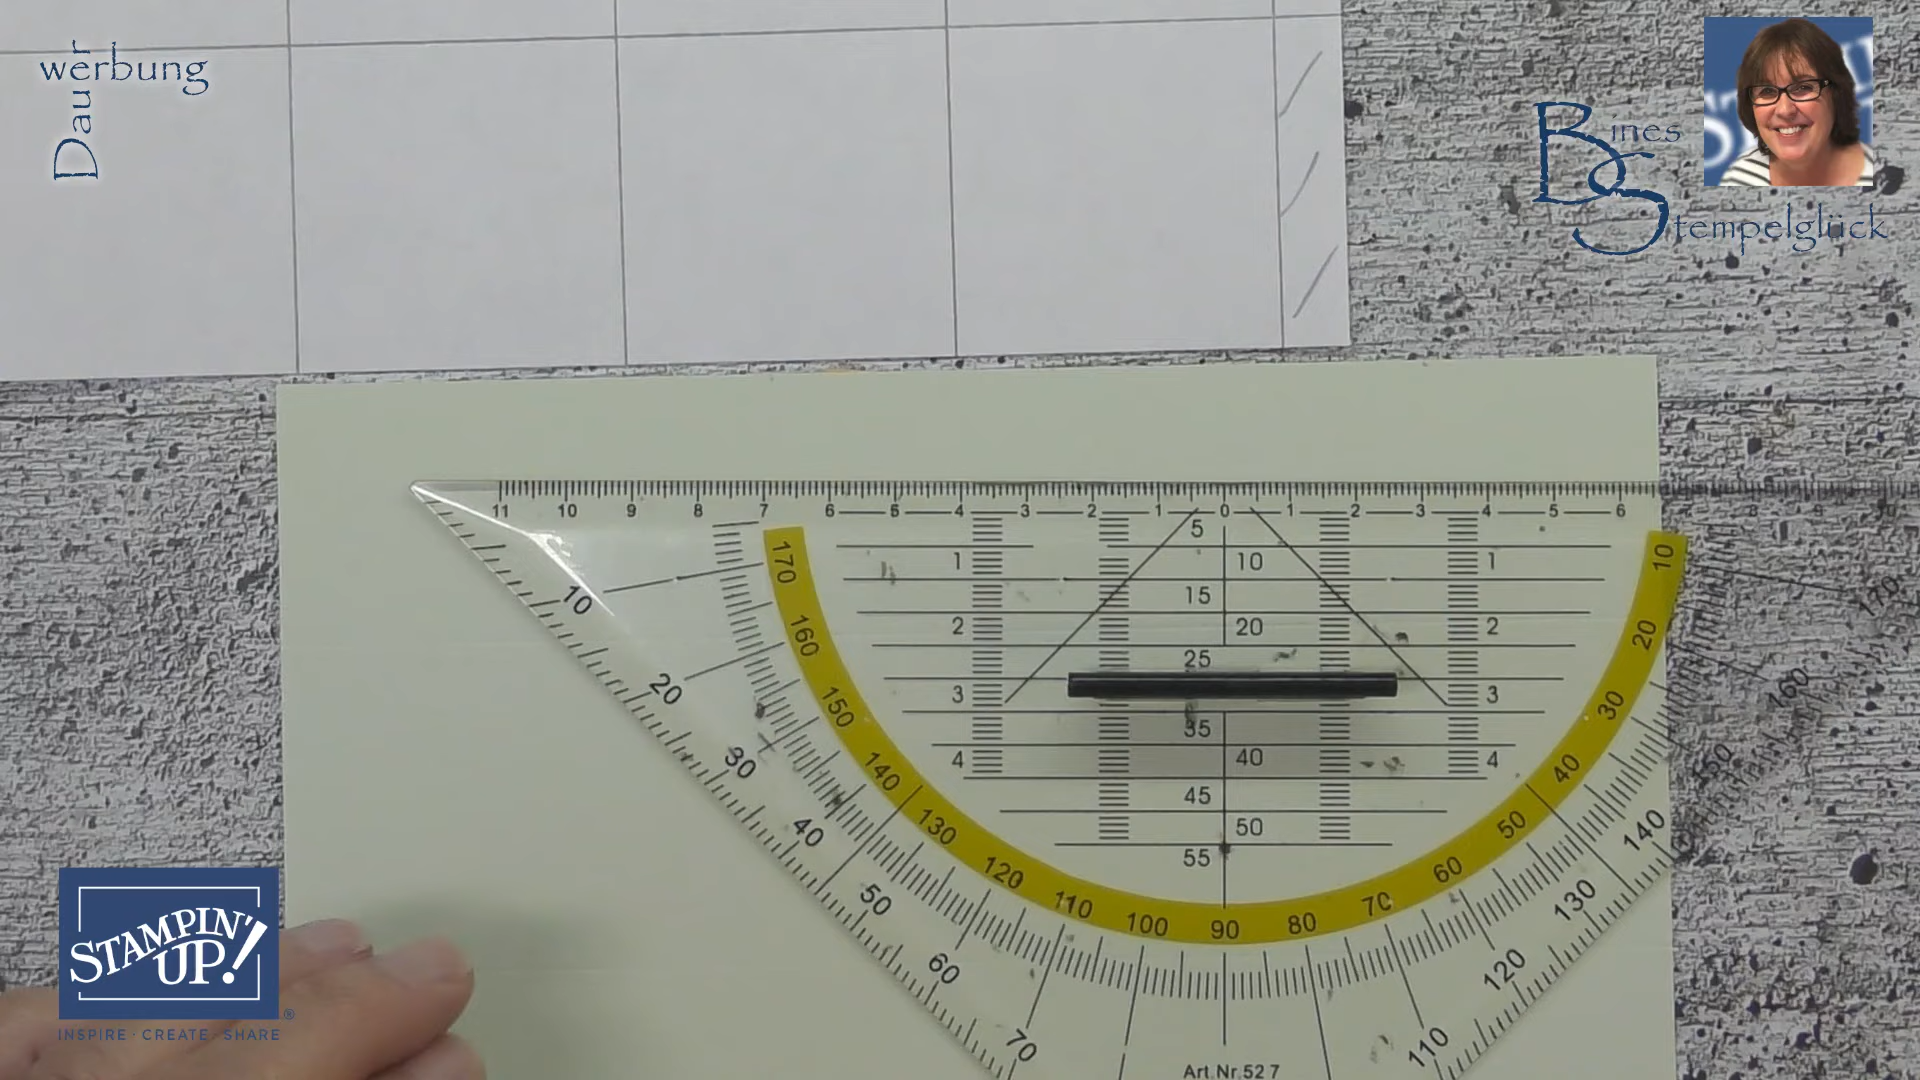 Dauer
werbung
Bines
Stempelglück
11 10 9 8 7 6 5 4 3 2 1 0 1 2 3 4 5 6
5
1 10 1
15
2 20 2
25
3 3
35
4 40 4
45
50
55
170 160 150 140 130 120 110 100 90 80 70 60 50 40 30 20 10
10 20 30 40 50 60 70
110 120 130 140 150 160 170
Art.Nr.52 7
STAMPIN'
UP!®
INSPIRE · CREATE · SHARE